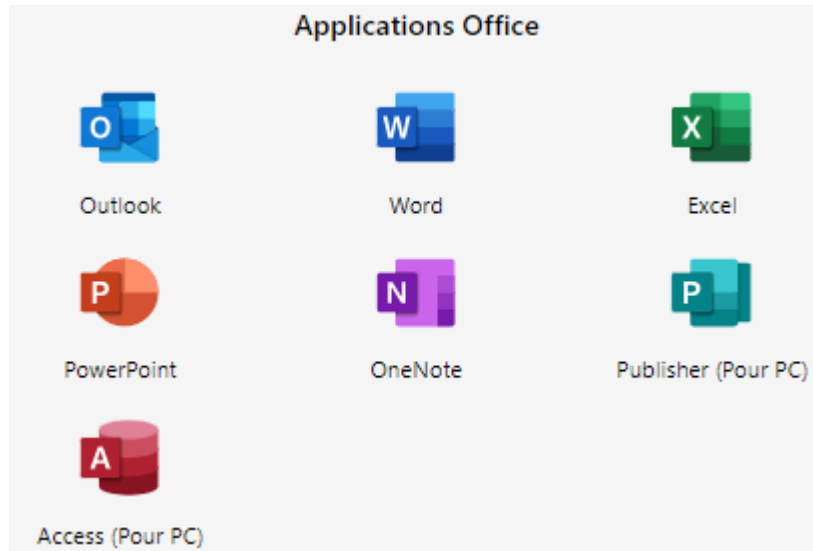 Applications Office
O W X
Outlook Word Excel
P N P
PowerPoint OneNote Publisher (Pour PC)
A
Access (Pour PC)